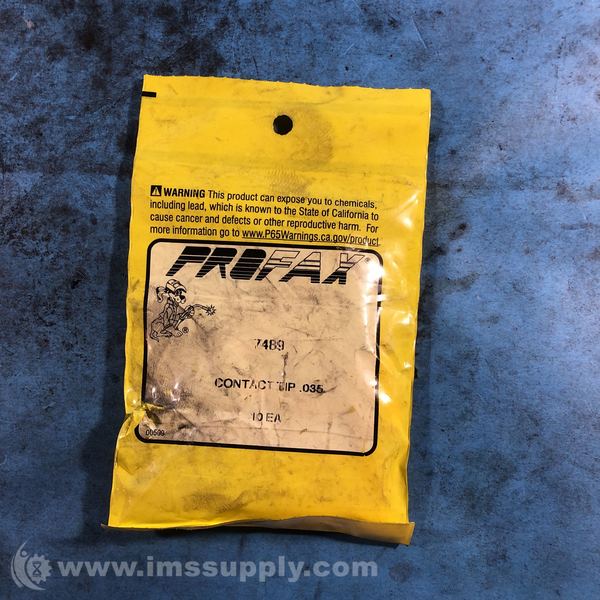 ⚠ WARNING This product can expose you to chemicals,
including lead, which is known to the State of California to
cause cancer and defects or other reproductive harm. For
more information go to www.P65Warnings.ca.gov/product
PROFAX
®
7489
CONTACT TIP .035
10 EA
00599
www.imssupply.com